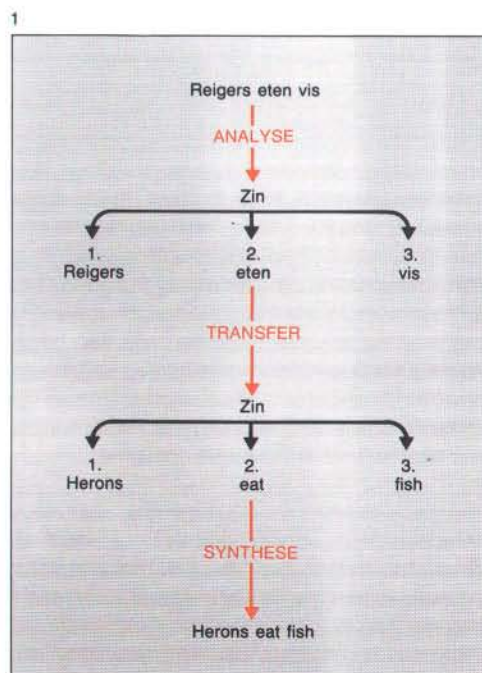 1
Reigers eten vis
ANALYSE
Zin
1. 2. 3.
Reigers eten vis
TRANSFER
Zin
1. 2. 3.
Herons eat fish
SYNTHESE
Herons eat fish